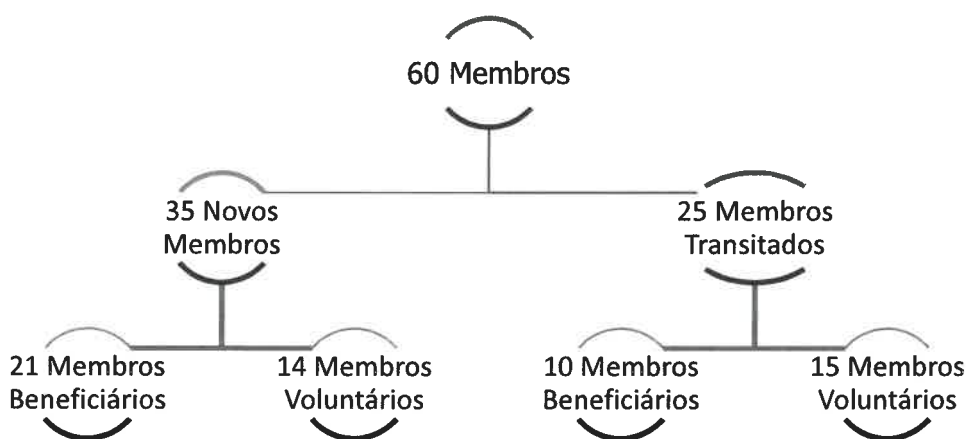 60 Membros
35 Novos
Membros
25 Membros
Transitados
21 Membros
Beneficiários
14 Membros
Voluntários
10 Membros
Beneficiários
15 Membros
Voluntários